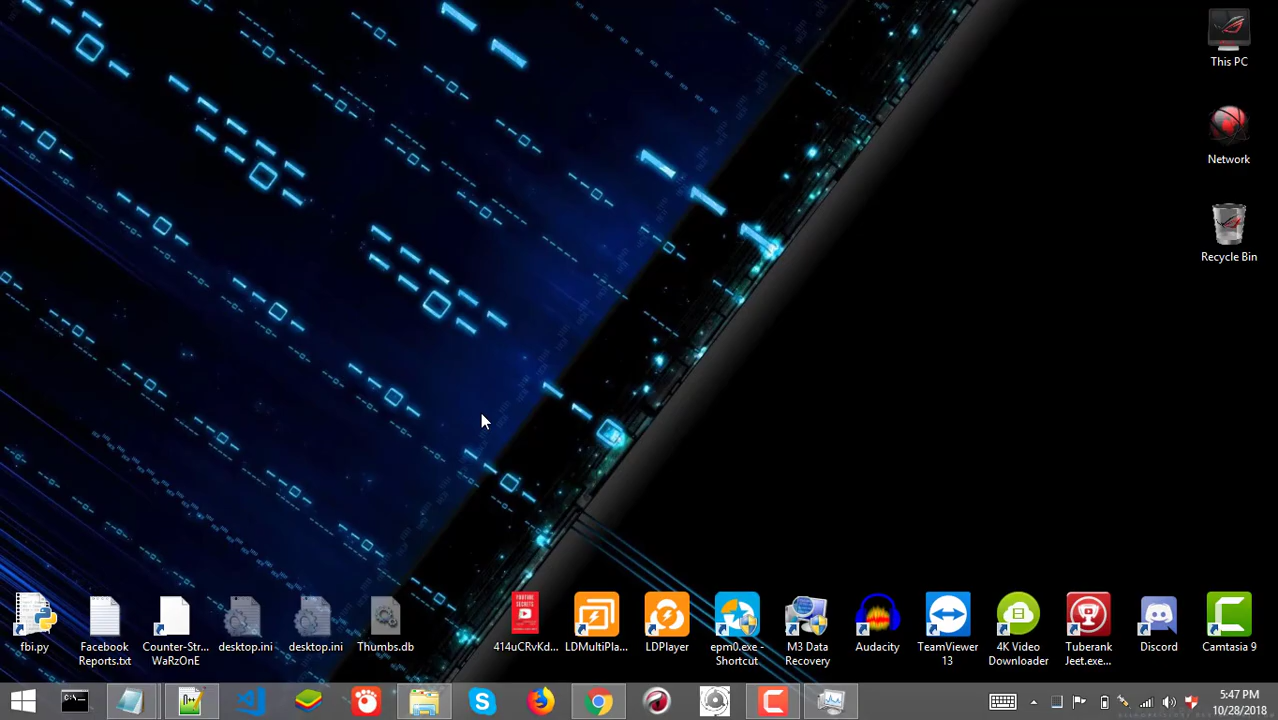 This PC
Network
Recycle Bin
fbi.py
Facebook
Reports.txt
Counter-Str...
WaRzOnE
desktop.ini
desktop.ini
Thumbs.db
414uCRvKd...
LDMultiPla...
LDPlayer
epm0.exe -
Shortcut
M3 Data
Recovery
Audacity
TeamViewer
13
4K Video
Downloader
Tuberank
Jeet.exe...
Discord
Camtasia 9
5:47 PM
10/28/2018